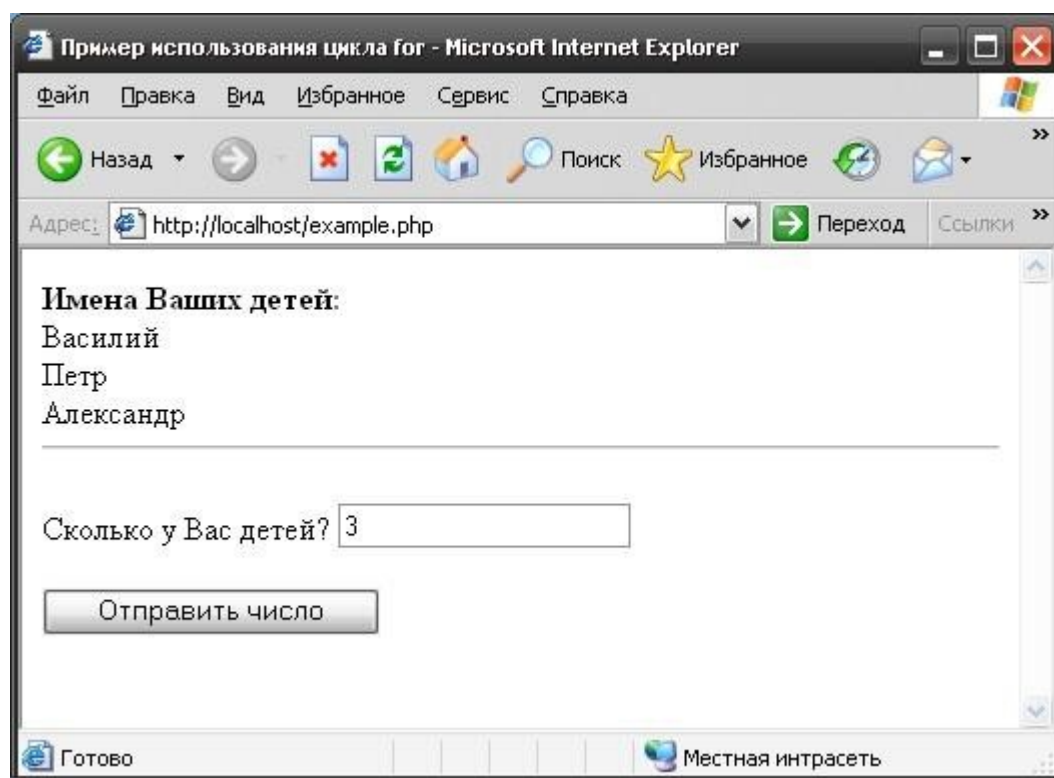 Пример использования цикла for - Microsoft Internet Explorer
Файл Правка Вид Избранное Сервис Справка
Назад Поиск Избранное »
Адрес: http://localhost/example.php Переход Ссылки »
Имена Ваших детей:
Василий
Петр
Александр
Сколько у Вас детей? 3
Отправить число
Готово Местная интрасеть